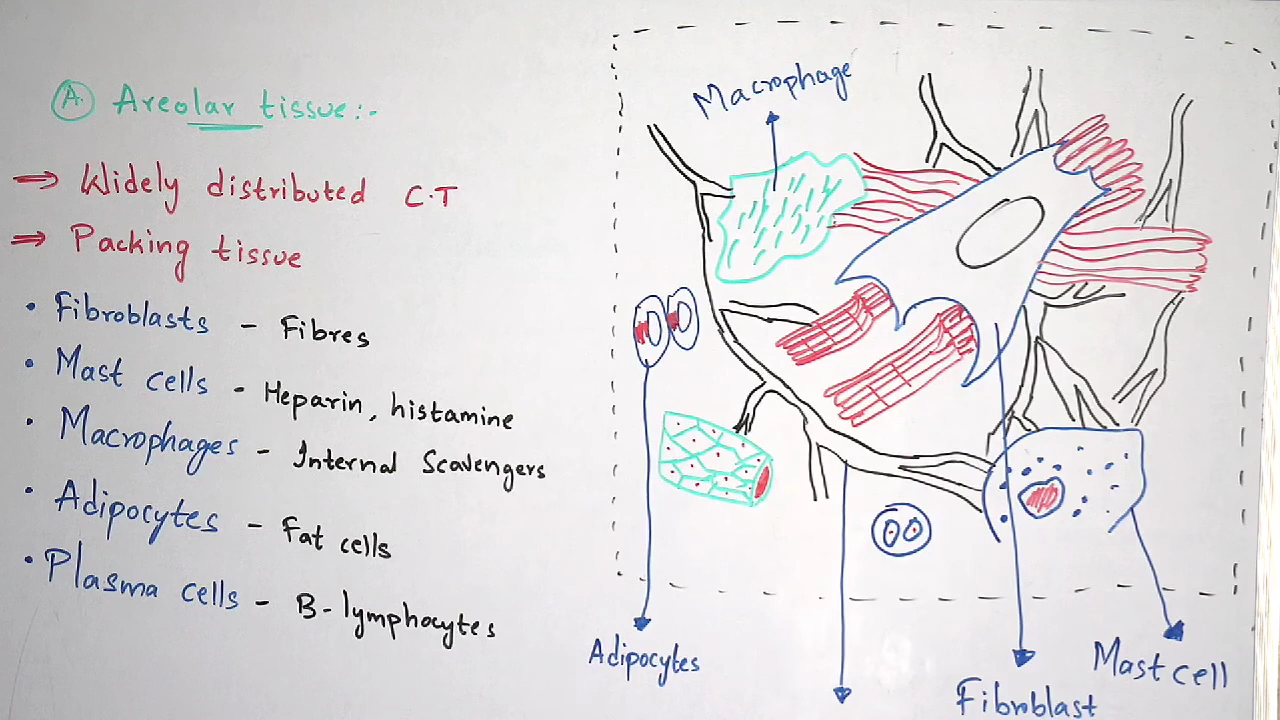 A. Areolar tissue:-
⇒ Widely distributed C.T
⇒ Packing tissue
• Fibroblasts - Fibres
• Mast cells - Heparin, histamine
• Macrophages - Internal Scavengers
• Adipocytes - Fat cells
• Plasma cells - B-lymphocytes
Macrophage
Adipocytes
Fibroblast
Mast cell